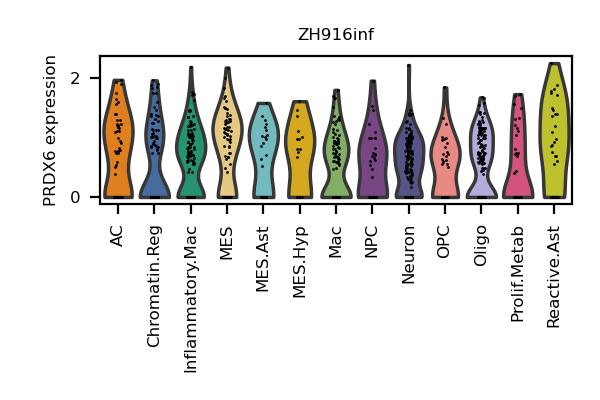 ZH916inf
PRDX6 expression
2
0
AC
Chromatin.Reg
Inflammatory.Mac
MES
MES.Ast
MES.Hyp
Mac
NPC
Neuron
OPC
Oligo
Prolif.Metab
Reactive.Ast